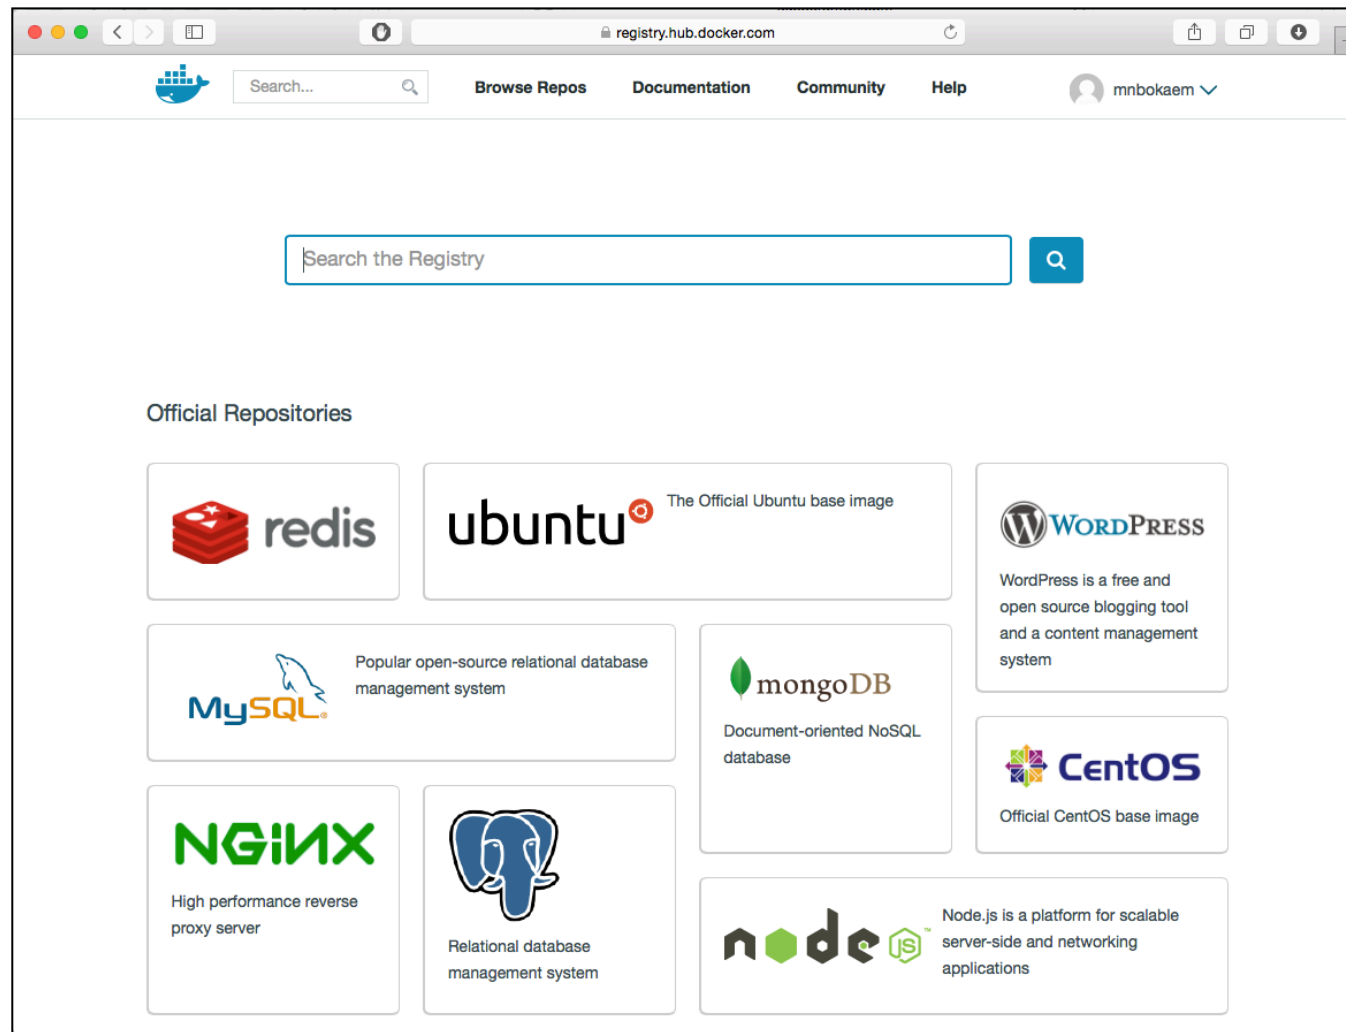 registry.hub.docker.com
Search...
Browse Repos
Documentation
Community
Help
mnbokaem
Search the Registry
Official Repositories
redis
ubuntu
The Official Ubuntu base image
WORDPRESS
WordPress is a free and
open source blogging tool
and a content management
system
MySQL®
Popular open-source relational database
management system
mongoDB
Document-oriented NoSQL
database
CentOS
Official CentOS base image
NGINX
High performance reverse
proxy server
Relational database
management system
node JS™
Node.js is a platform for scalable
server-side and networking
applications